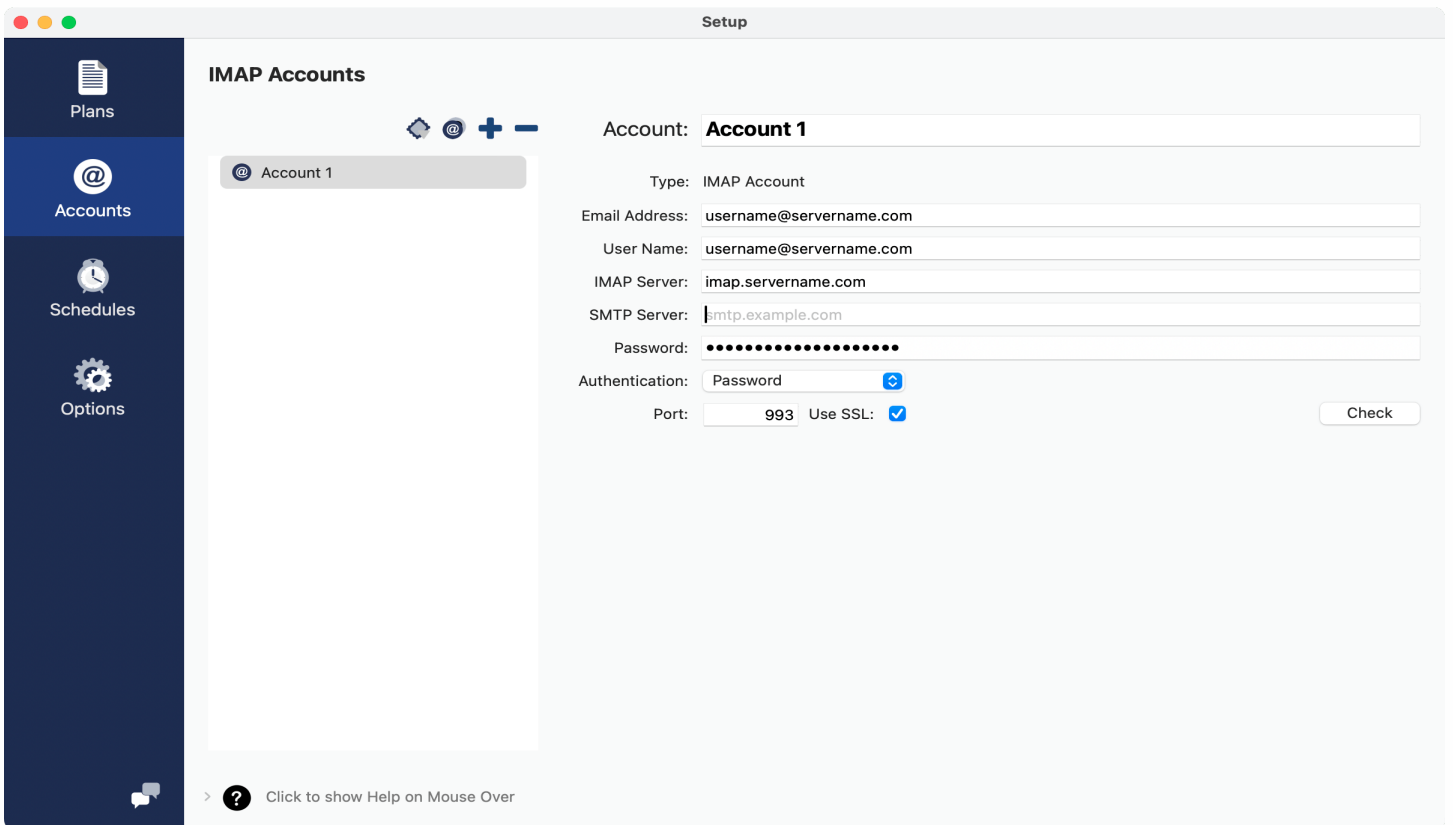 Setup
Plans
Accounts
Schedules
Options
IMAP Accounts
@ Account 1
Account: Account 1
Type: IMAP Account
Email Address: username@servername.com
User Name: username@servername.com
IMAP Server: imap.servername.com
SMTP Server: smtp.example.com
Password: ••••••••••••••••••••
Authentication: Password
Port: 993 Use SSL:
Check
? Click to show Help on Mouse Over